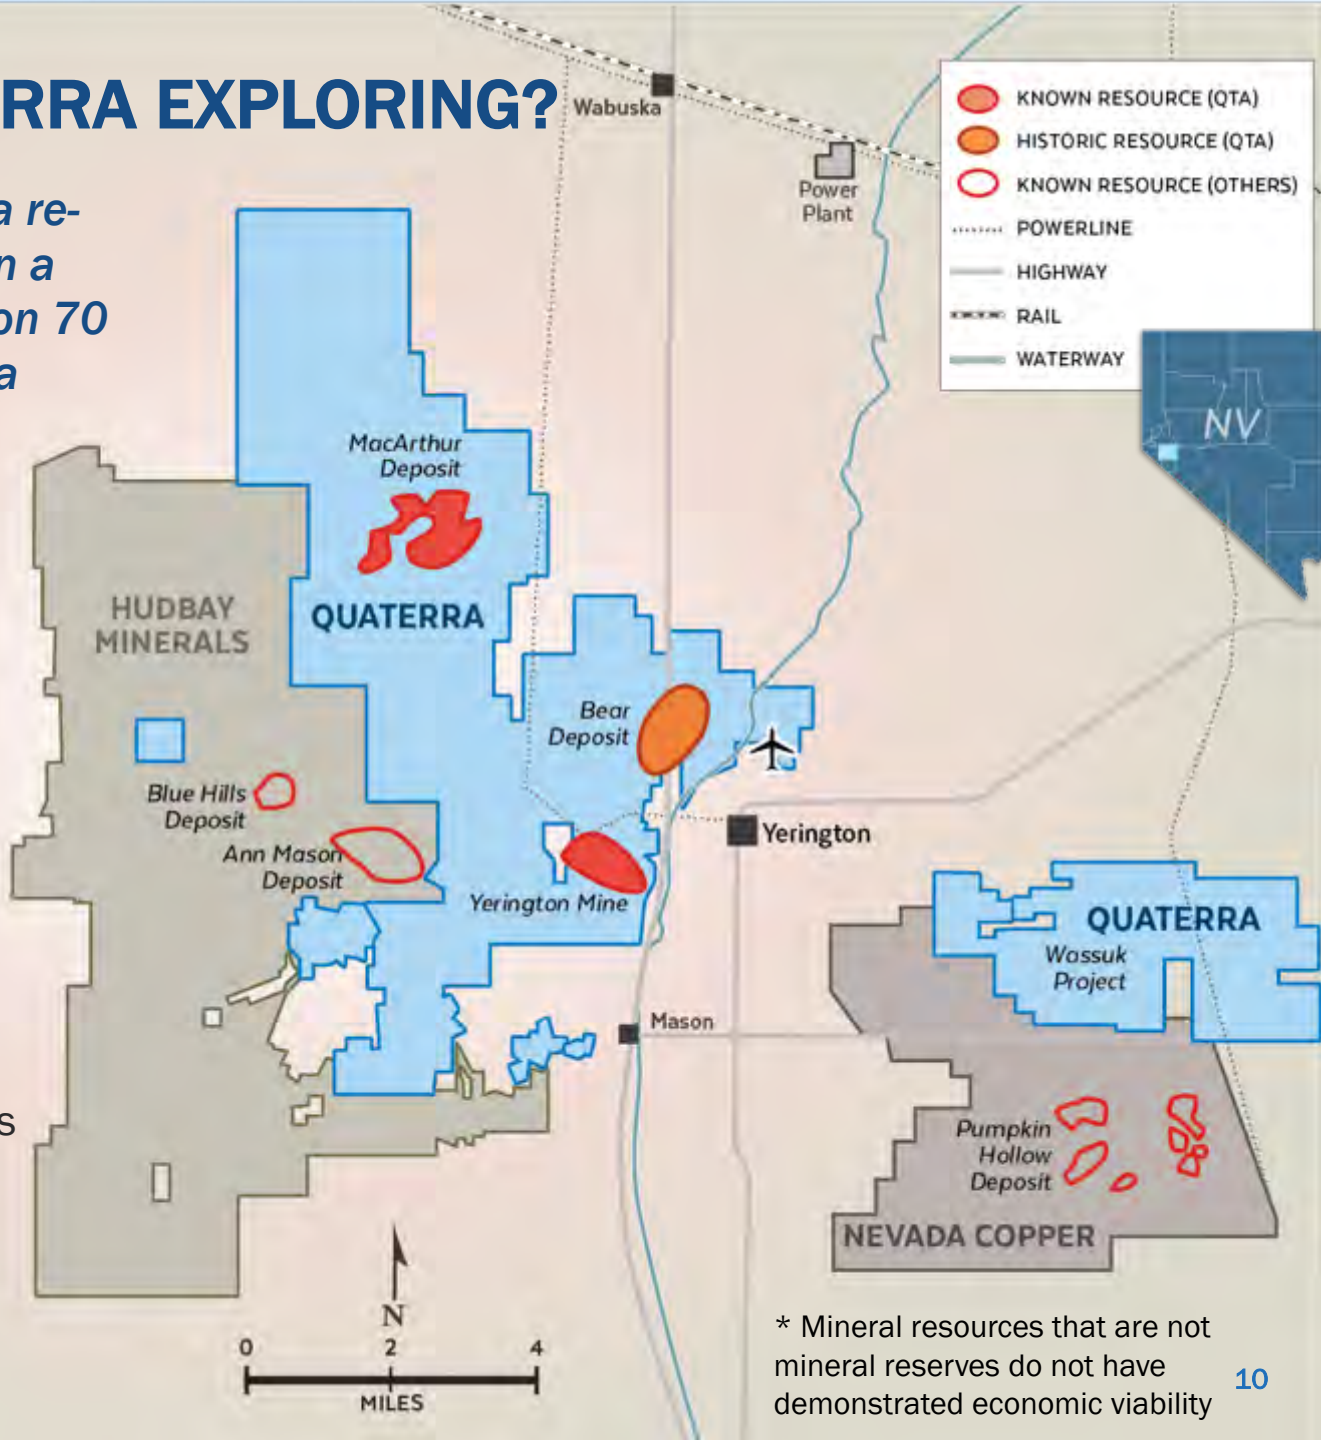 RRA EXPLORING?
a re-
n a
on 70
a
s
Wabuska
Power
Plant
KNOWN RESOURCE (QTA)
HISTORIC RESOURCE (QTA)
KNOWN RESOURCE (OTHERS)
POWERLINE
HIGHWAY
RAIL
WATERWAY
NV
MacArthur
Deposit
HUDBAY
MINERALS
QUATERRA
Bear
Deposit
Blue Hills
Deposit
Ann Mason
Deposit
Yerington Mine
Yerington
QUATERRA
Wassuk
Project
Mason
Pumpkin
Hollow
Deposit
NEVADA COPPER
N
0 2 4
MILES
* Mineral resources that are not
mineral reserves do not have
demonstrated economic viability
10